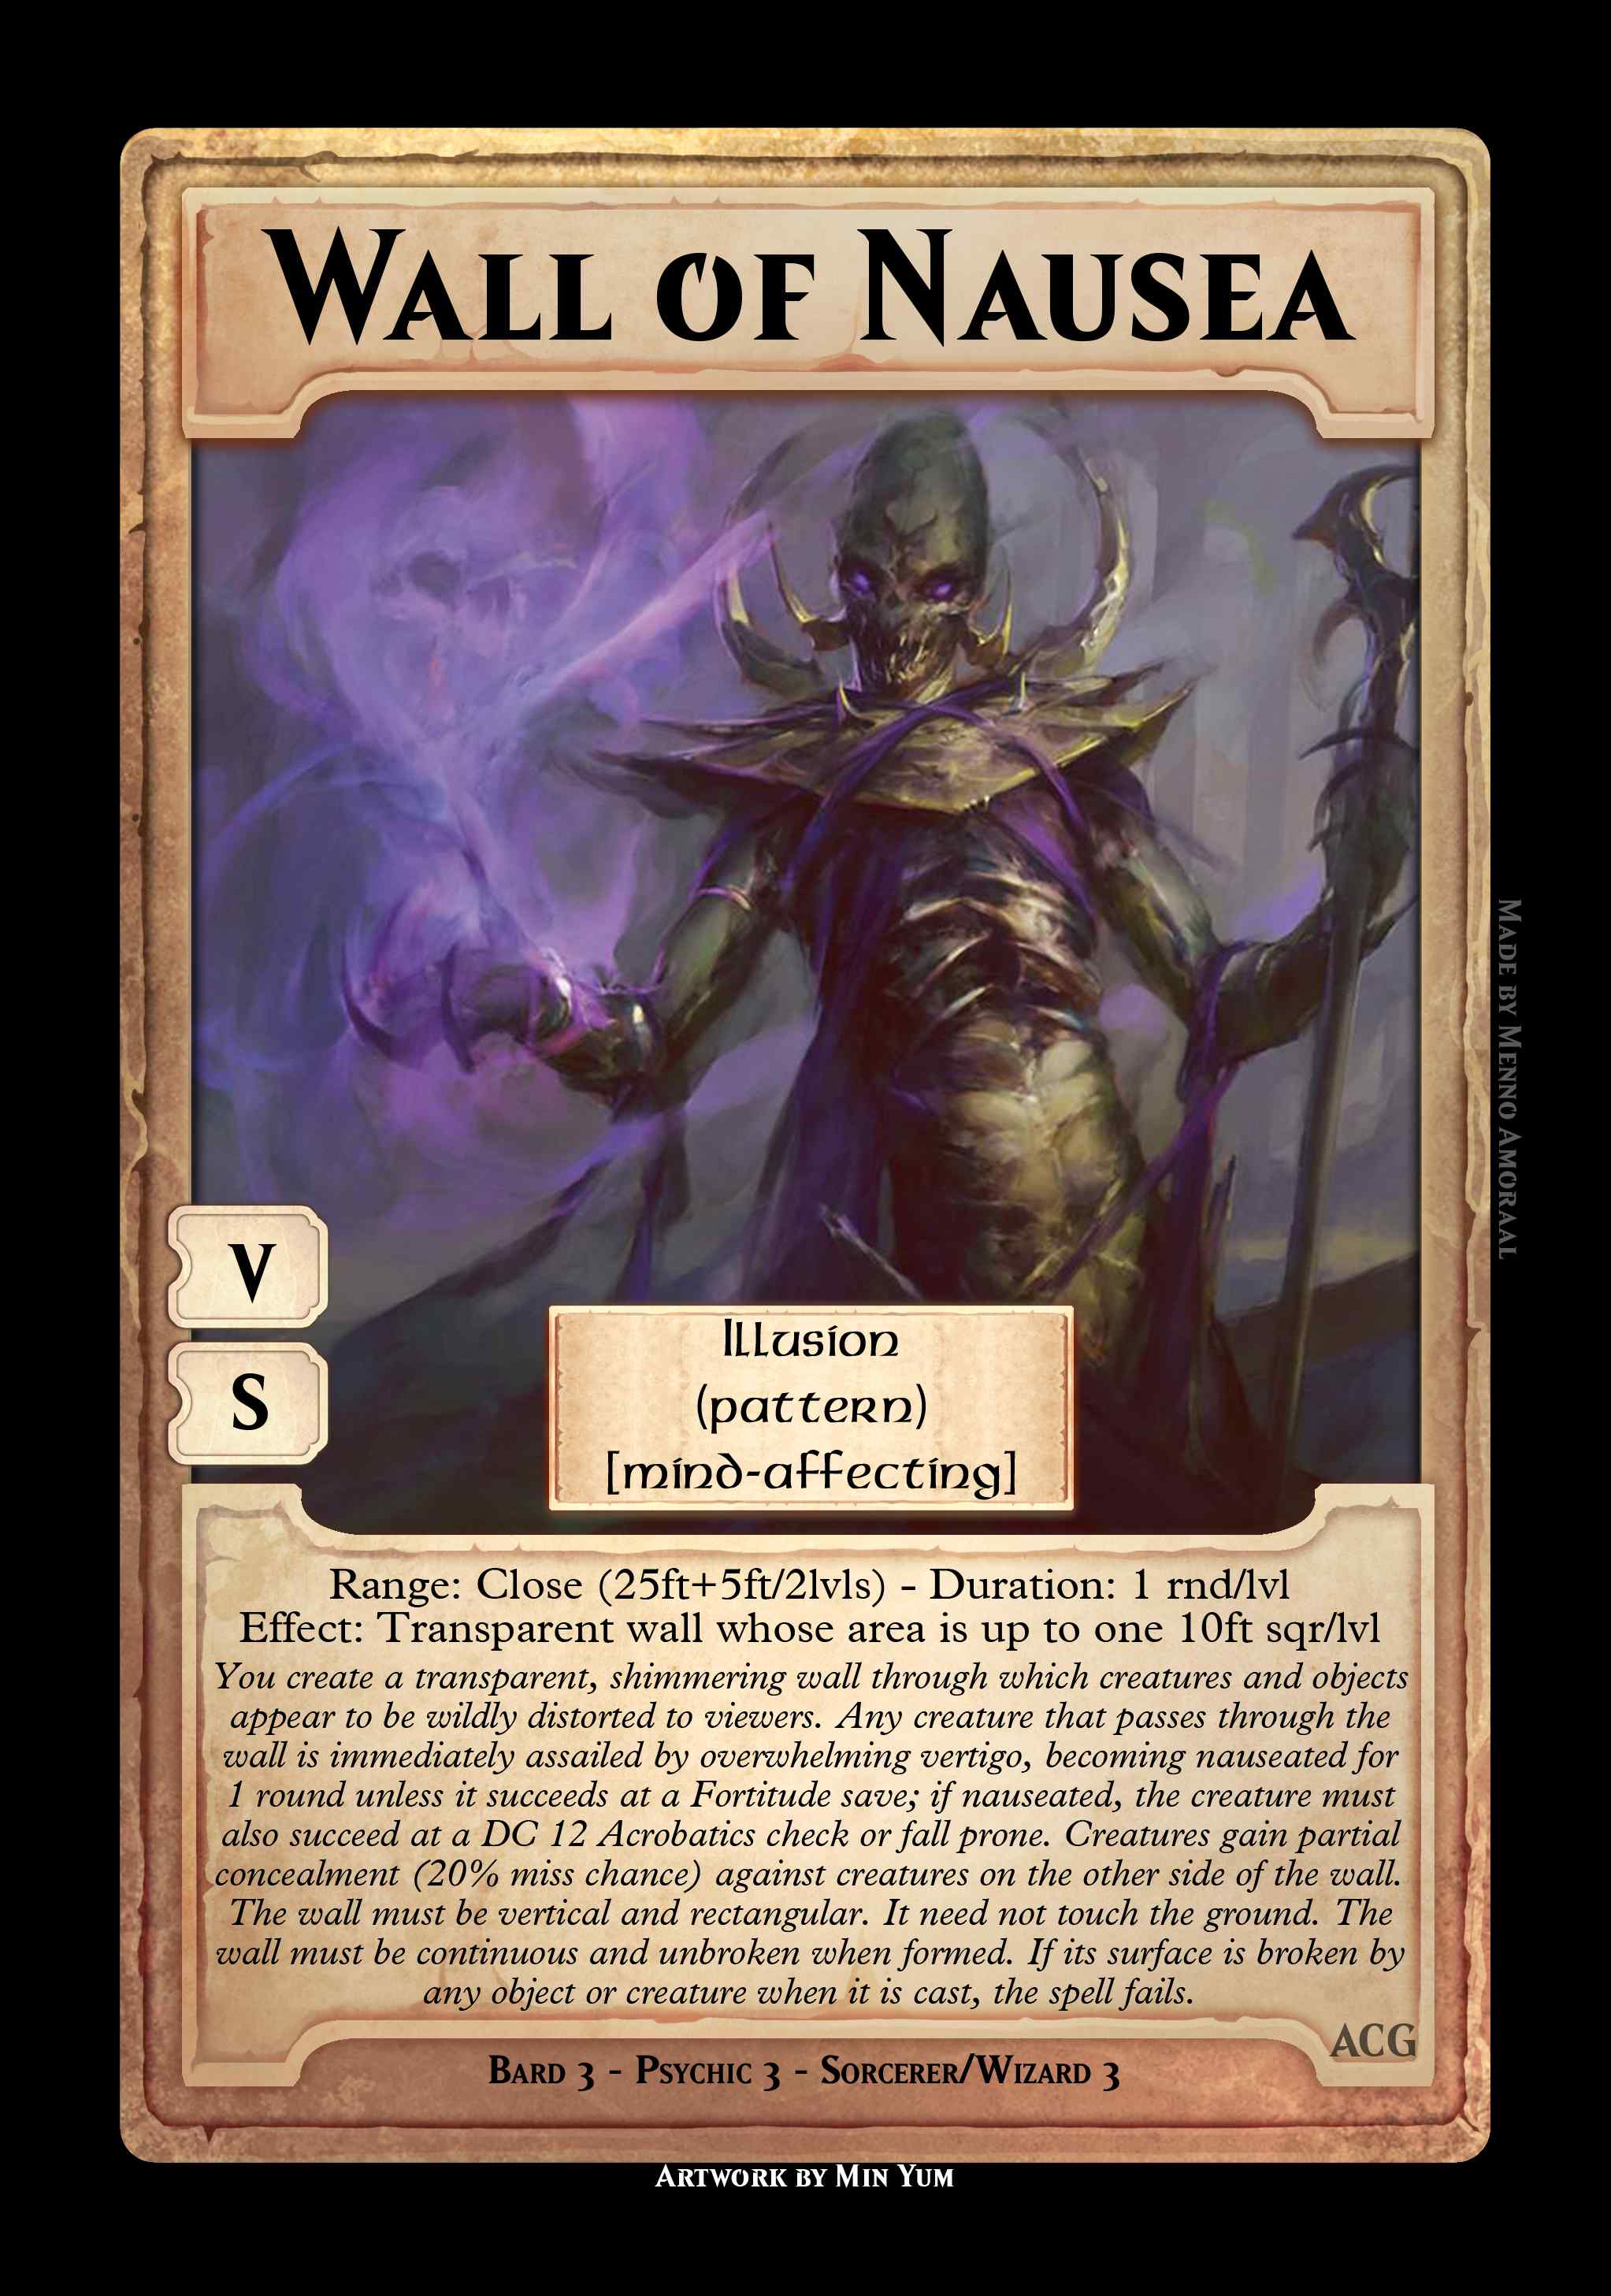 Wall of Nausea
V
S
Illusion
(pattern)
[mind-affecting]
Range: Close (25ft+5ft/2lvls) - Duration: 1 rnd/lvl
Effect: Transparent wall whose area is up to one 10ft sqr/lvl
You create a transparent, shimmering wall through which creatures and objects
appear to be wildly distorted to viewers. Any creature that passes through the
wall is immediately assailed by overwhelming vertigo, becoming nauseated for
1 round unless it succeeds at a Fortitude save; if nauseated, the creature must
also succeed at a DC 12 Acrobatics check or fall prone. Creatures gain partial
concealment (20% miss chance) against creatures on the other side of the wall.
The wall must be vertical and rectangular. It need not touch the ground. The
wall must be continuous and unbroken when formed. If its surface is broken by
any object or creature when it is cast, the spell fails.
ACG
Bard 3 - Psychic 3 - Sorcerer/Wizard 3
Artwork by Min Yum
Made by Menno Amoraal